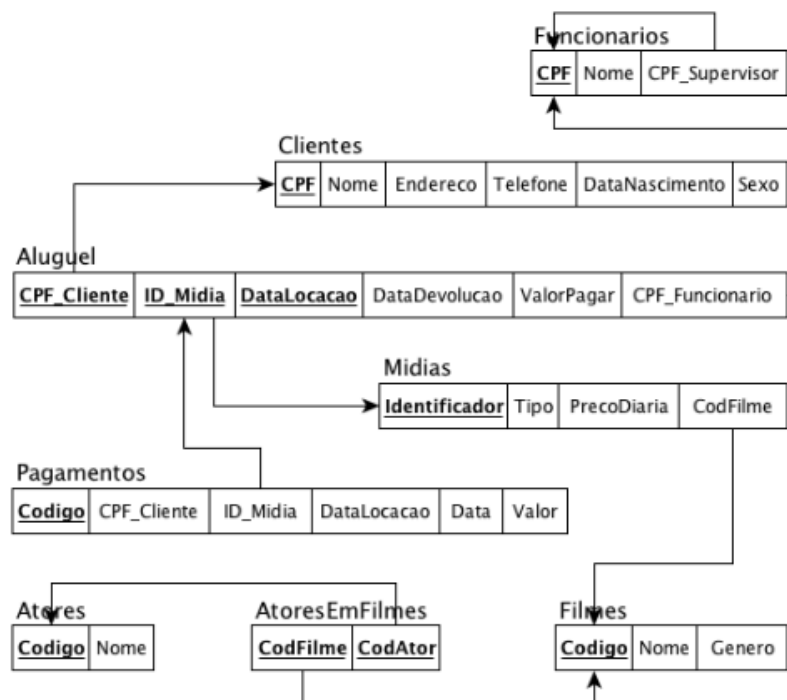 Funcionarios
CPF Nome CPF_Supervisor
Clientes
CPF Nome Endereco Telefone DataNascimento Sexo
Aluguel
CPF_Cliente ID_Midia DataLocacao DataDevolucao ValorPagar CPF_Funcionario
Midias
Identificador Tipo PrecoDiaria CodFilme
Pagamentos
Codigo CPF_Cliente ID_Midia DataLocacao Data Valor
Atores AtoresEmFilmes Filmes
Codigo Nome CodFilme CodAtor Codigo Nome Genero